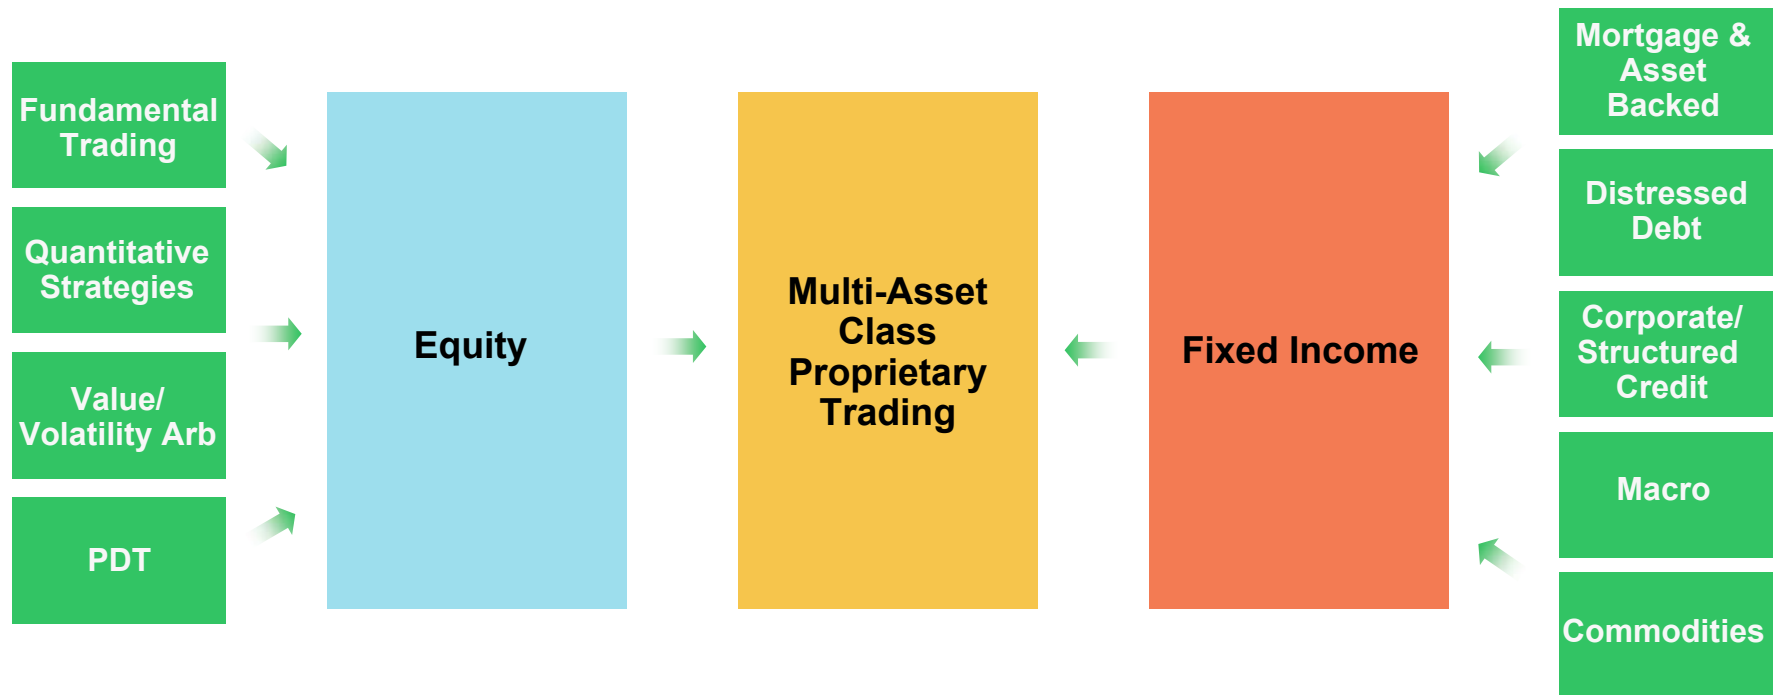 Fundamental
Trading
Quantitative
Strategies
Value/
Volatility Arb
PDT
Equity
Multi-Asset
Class
Proprietary
Trading
Fixed Income
Mortgage &
Asset
Backed
Distressed
Debt
Corporate/
Structured
Credit
Macro
Commodities